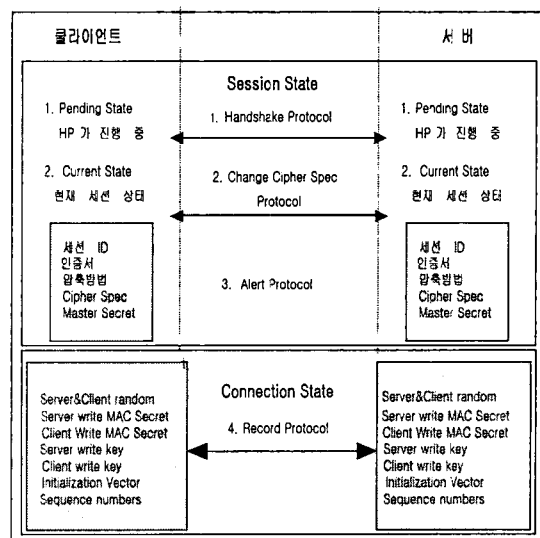 클라이언트
서 버
Session State
1. Pending State
HP 가 진행 중
2. Current State
현재 세션 상태
세션 ID
인증서
압축방법
Cipher Spec
Master Secret
1. Handshake Protocol
2. Change Cipher Spec
Protocol
3. Alert Protocol
1. Pending State
HP 가 진행 중
2. Current State
현재 세션 상태
세션 ID
인증서
압축방법
Cipher Spec
Master Secret
Server&Client random
Server write MAC Secret
Client Write MAC Secret
Server write key
Client write key
Initialization Vector
Sequence numbers
Connection State
4. Record Protocol
Server&Client random
Server write MAC Secret
Client Write MAC Secret
Server write key
Client write key
Initialization Vector
Sequence numbers